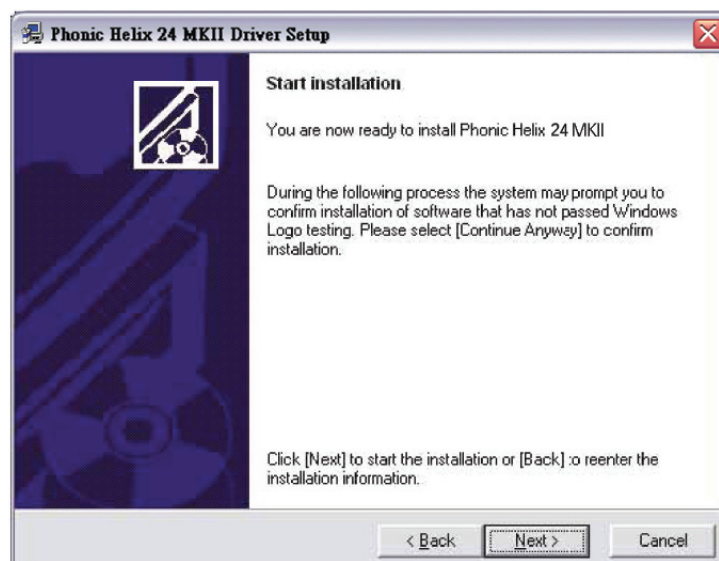 Phonic Helix 24 MKII Driver Setup
Start installation
You are now ready to install Phonic Helix 24 MKII
During the following process the system may prompt you to
confirm installation of software that has not passed Windows
Logo testing. Please select [Continue Anyway] to confirm
installation.
Click [Next] to start the installation or [Back] :o reenter the
installation information.
< Back
Next >
Cancel